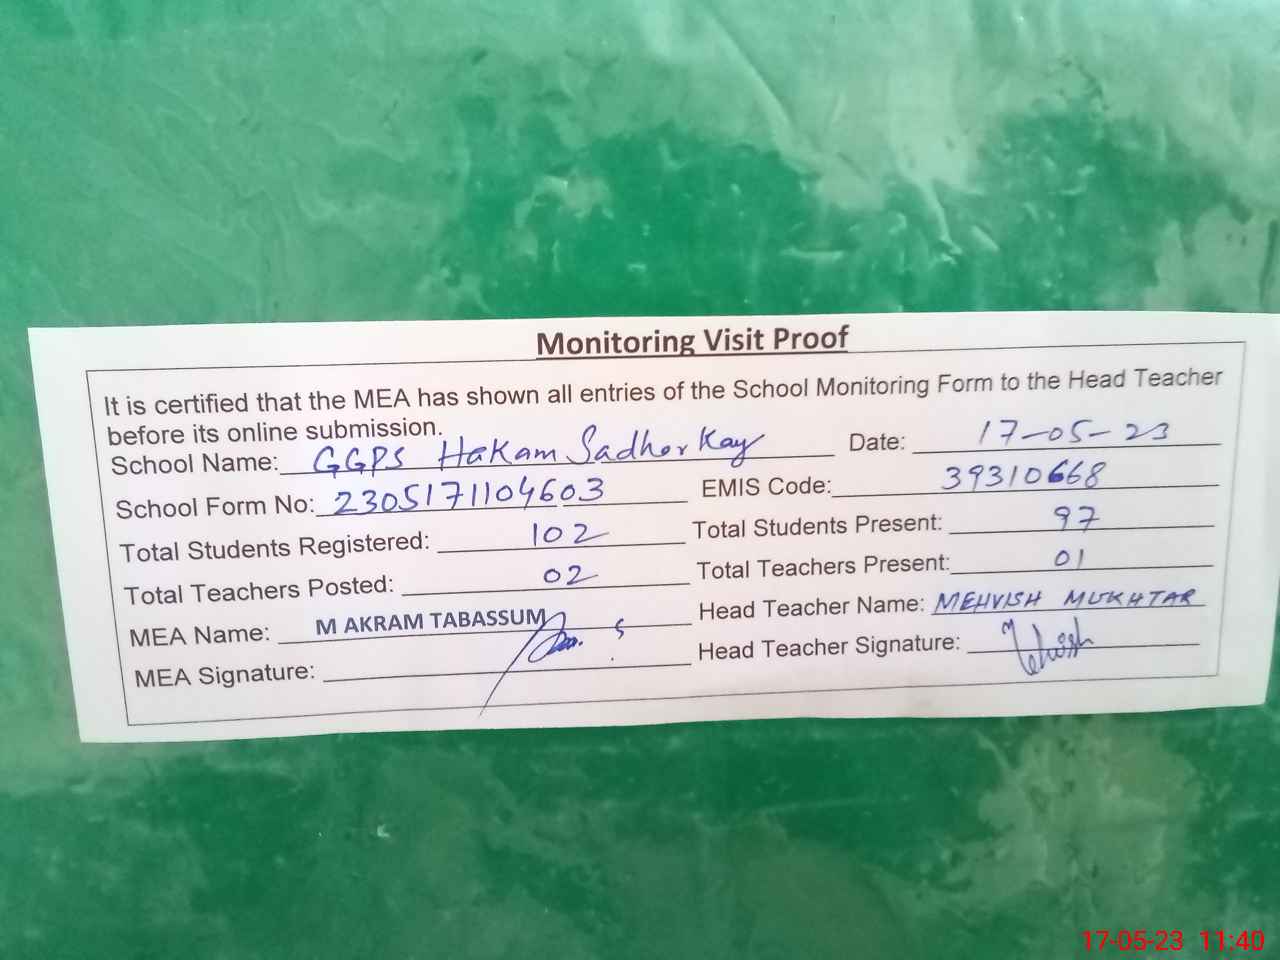 Monitoring Visit Proof
It is certified that the MEA has shown all entries of the School Monitoring Form to the Head Teacher
before its online submission.
School Name: GGPS Hakam Sadhor Kay Date: 17-05-23
School Form No: 2305171104603 EMIS Code: 39310668
Total Students Registered: 102 Total Students Present: 97
Total Teachers Posted: 02 Total Teachers Present: 01
MEA Name: M AKRAM TABASSUM Head Teacher Name: MEHVISH MUKHTAR
MEA Signature: Head Teacher Signature:
17-05-23 11:40